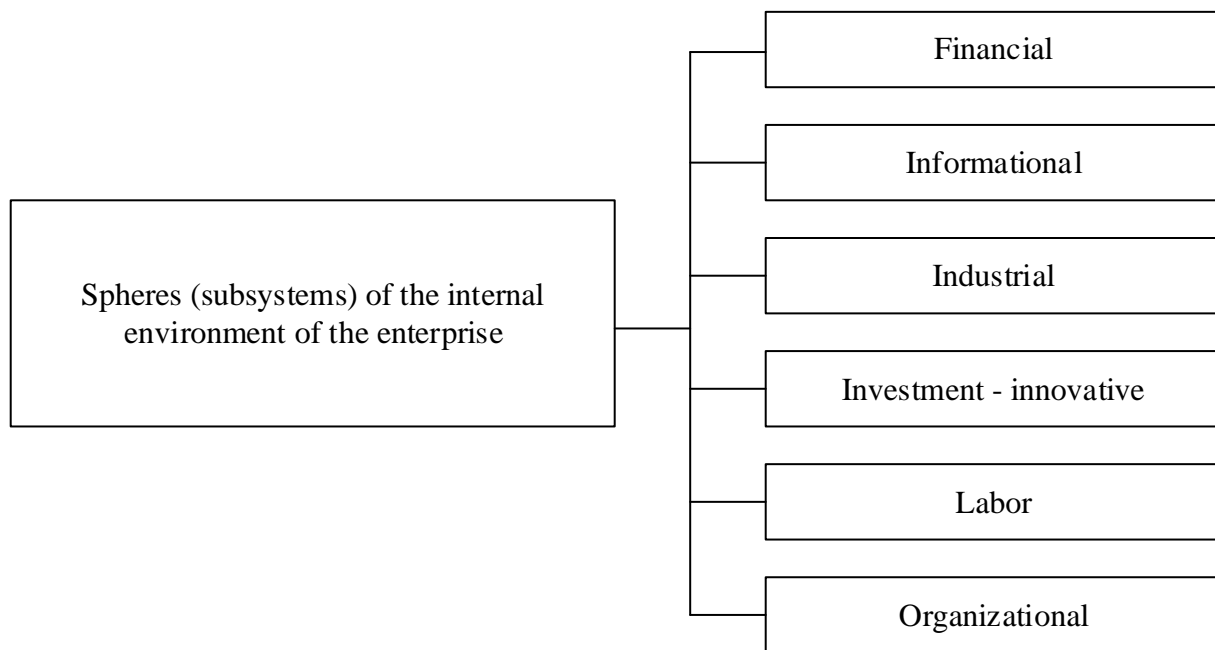 Financial
Informational
Industrial
Spheres (subsystems) of the internal
environment of the enterprise
Investment - innovative
Labor
Organizational